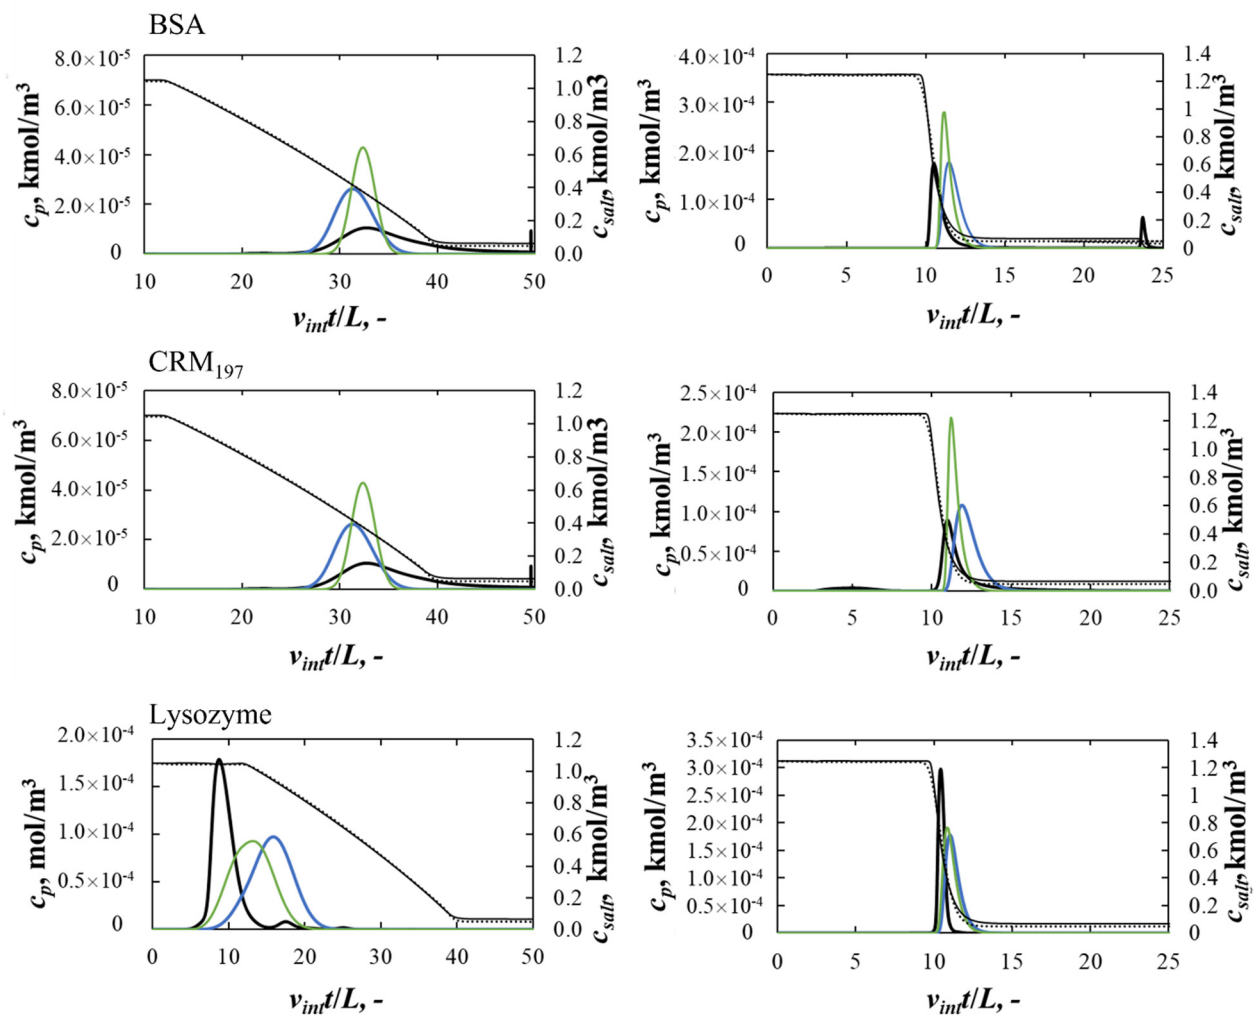 BSA
8.0×10⁻⁵
6.0×10⁻⁵
4.0×10⁻⁵
2.0×10⁻⁵
0
cₚ, kmol/m³
1.2
1.0
0.8
0.6
0.4
0.2
0.0
c_salt, kmol/m3
10 20 30 40 50
v_int t/L, -
4.0×10⁻⁴
3.0×10⁻⁴
2.0×10⁻⁴
1.0×10⁻⁴
0
cₚ, kmol/m³
1.4
1.2
1
0.8
0.6
0.4
0.2
0
c_salt, kmol/m³
0 5 10 15 20 25
v_int t/L, -
CRM₁₉₇
8.0×10⁻⁵
6.0×10⁻⁵
4.0×10⁻⁵
2.0×10⁻⁵
0
cₚ, kmol/m³
1.2
1.0
0.8
0.6
0.4
0.2
0.0
c_salt, kmol/m3
10 20 30 40 50
v_int t/L, -
2.5×10⁻⁴
2.0×10⁻⁴
1.5×10⁻⁴
1.0×10⁻⁴
0.5×10⁻⁴
0
cₚ, kmol/m³
1.4
1.2
1.0
0.8
0.6
0.4
0.2
0.0
c_salt, kmol/m³
0 5 10 15 20 25
v_int t/L, -
Lysozyme
2.0×10⁻⁴
1.5×10⁻⁴
1.0×10⁻⁴
0.5×10⁻⁴
0
cₚ, mol/m³
1.2
1.0
0.8
0.6
0.4
0.2
0.0
c_salt, kmol/m³
0 10 20 30 40 50
v_int t/L, -
3.5×10⁻⁴
3.0×10⁻⁴
2.5×10⁻⁴
2.0×10⁻⁴
1.5×10⁻⁴
1.0×10⁻⁴
0.5×10⁻⁴
0
cₚ, kmol/m³
1.4
1.2
1
0.8
0.6
0.4
0.2
0
c_salt, kmol/m³
0 5 10 15 20 25
v_int t/L, -